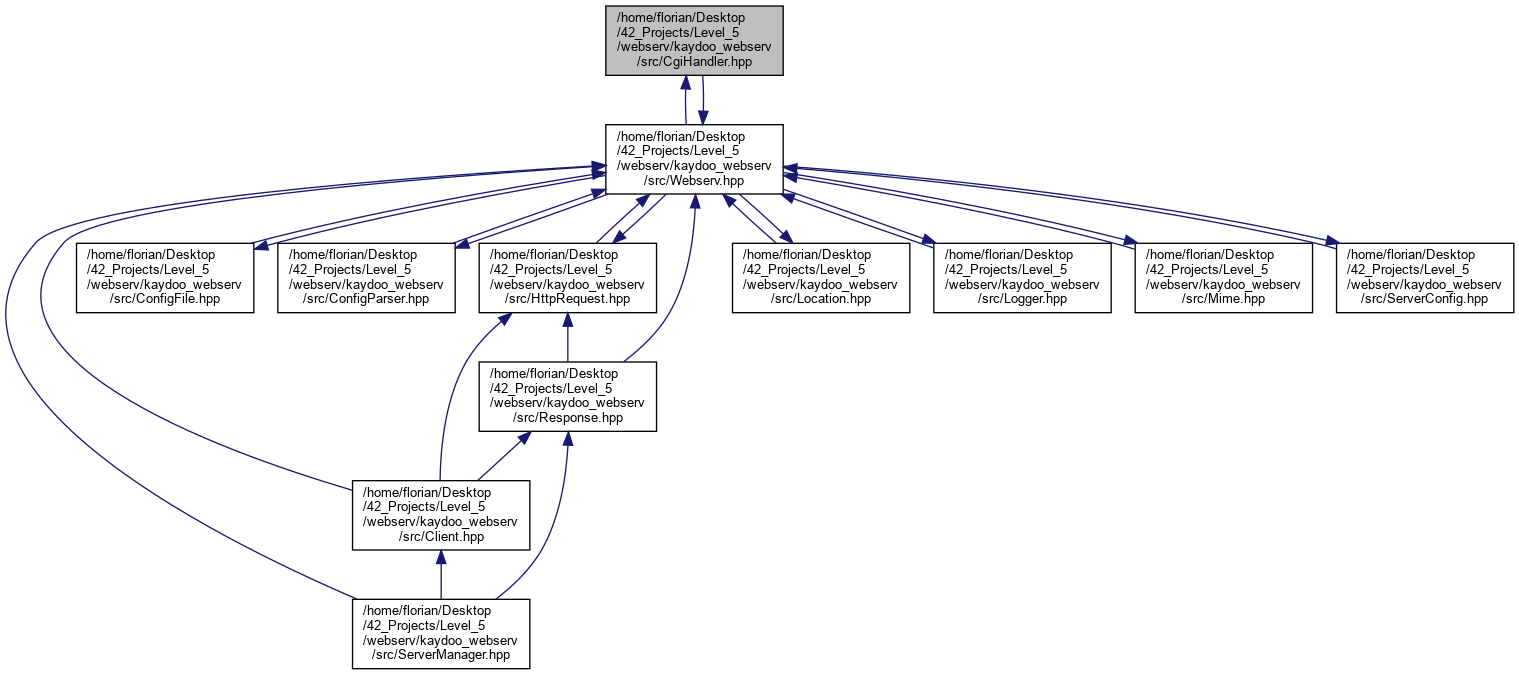 /home/florian/Desktop
/42_Projects/Level_5
/webserv/kaydoo_webserv
/src/CgiHandler.hpp
/home/florian/Desktop
/42_Projects/Level_5
/webserv/kaydoo_webserv
/src/Webserv.hpp
/home/florian/Desktop
/42_Projects/Level_5
/webserv/kaydoo_webserv
/src/ConfigFile.hpp
/home/florian/Desktop
/42_Projects/Level_5
/webserv/kaydoo_webserv
/src/ConfigParser.hpp
/home/florian/Desktop
/42_Projects/Level_5
/webserv/kaydoo_webserv
/src/HttpRequest.hpp
/home/florian/Desktop
/42_Projects/Level_5
/webserv/kaydoo_webserv
/src/Location.hpp
/home/florian/Desktop
/42_Projects/Level_5
/webserv/kaydoo_webserv
/src/Logger.hpp
/home/florian/Desktop
/42_Projects/Level_5
/webserv/kaydoo_webserv
/src/Mime.hpp
/home/florian/Desktop
/42_Projects/Level_5
/webserv/kaydoo_webserv
/src/ServerConfig.hpp
/home/florian/Desktop
/42_Projects/Level_5
/webserv/kaydoo_webserv
/src/Response.hpp
/home/florian/Desktop
/42_Projects/Level_5
/webserv/kaydoo_webserv
/src/Client.hpp
/home/florian/Desktop
/42_Projects/Level_5
/webserv/kaydoo_webserv
/src/ServerManager.hpp